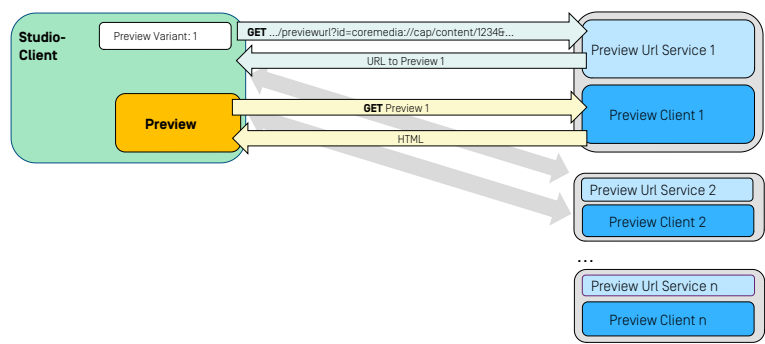 Studio-
Client
Preview Variant: 1
GET .../previewurl?id=coremedia://cap/content/1234&...
URL to Preview 1
Preview Url Service 1
Preview
GET Preview 1
HTML
Preview Client 1
Preview Url Service 2
Preview Client 2
...
Preview Url Service n
Preview Client n